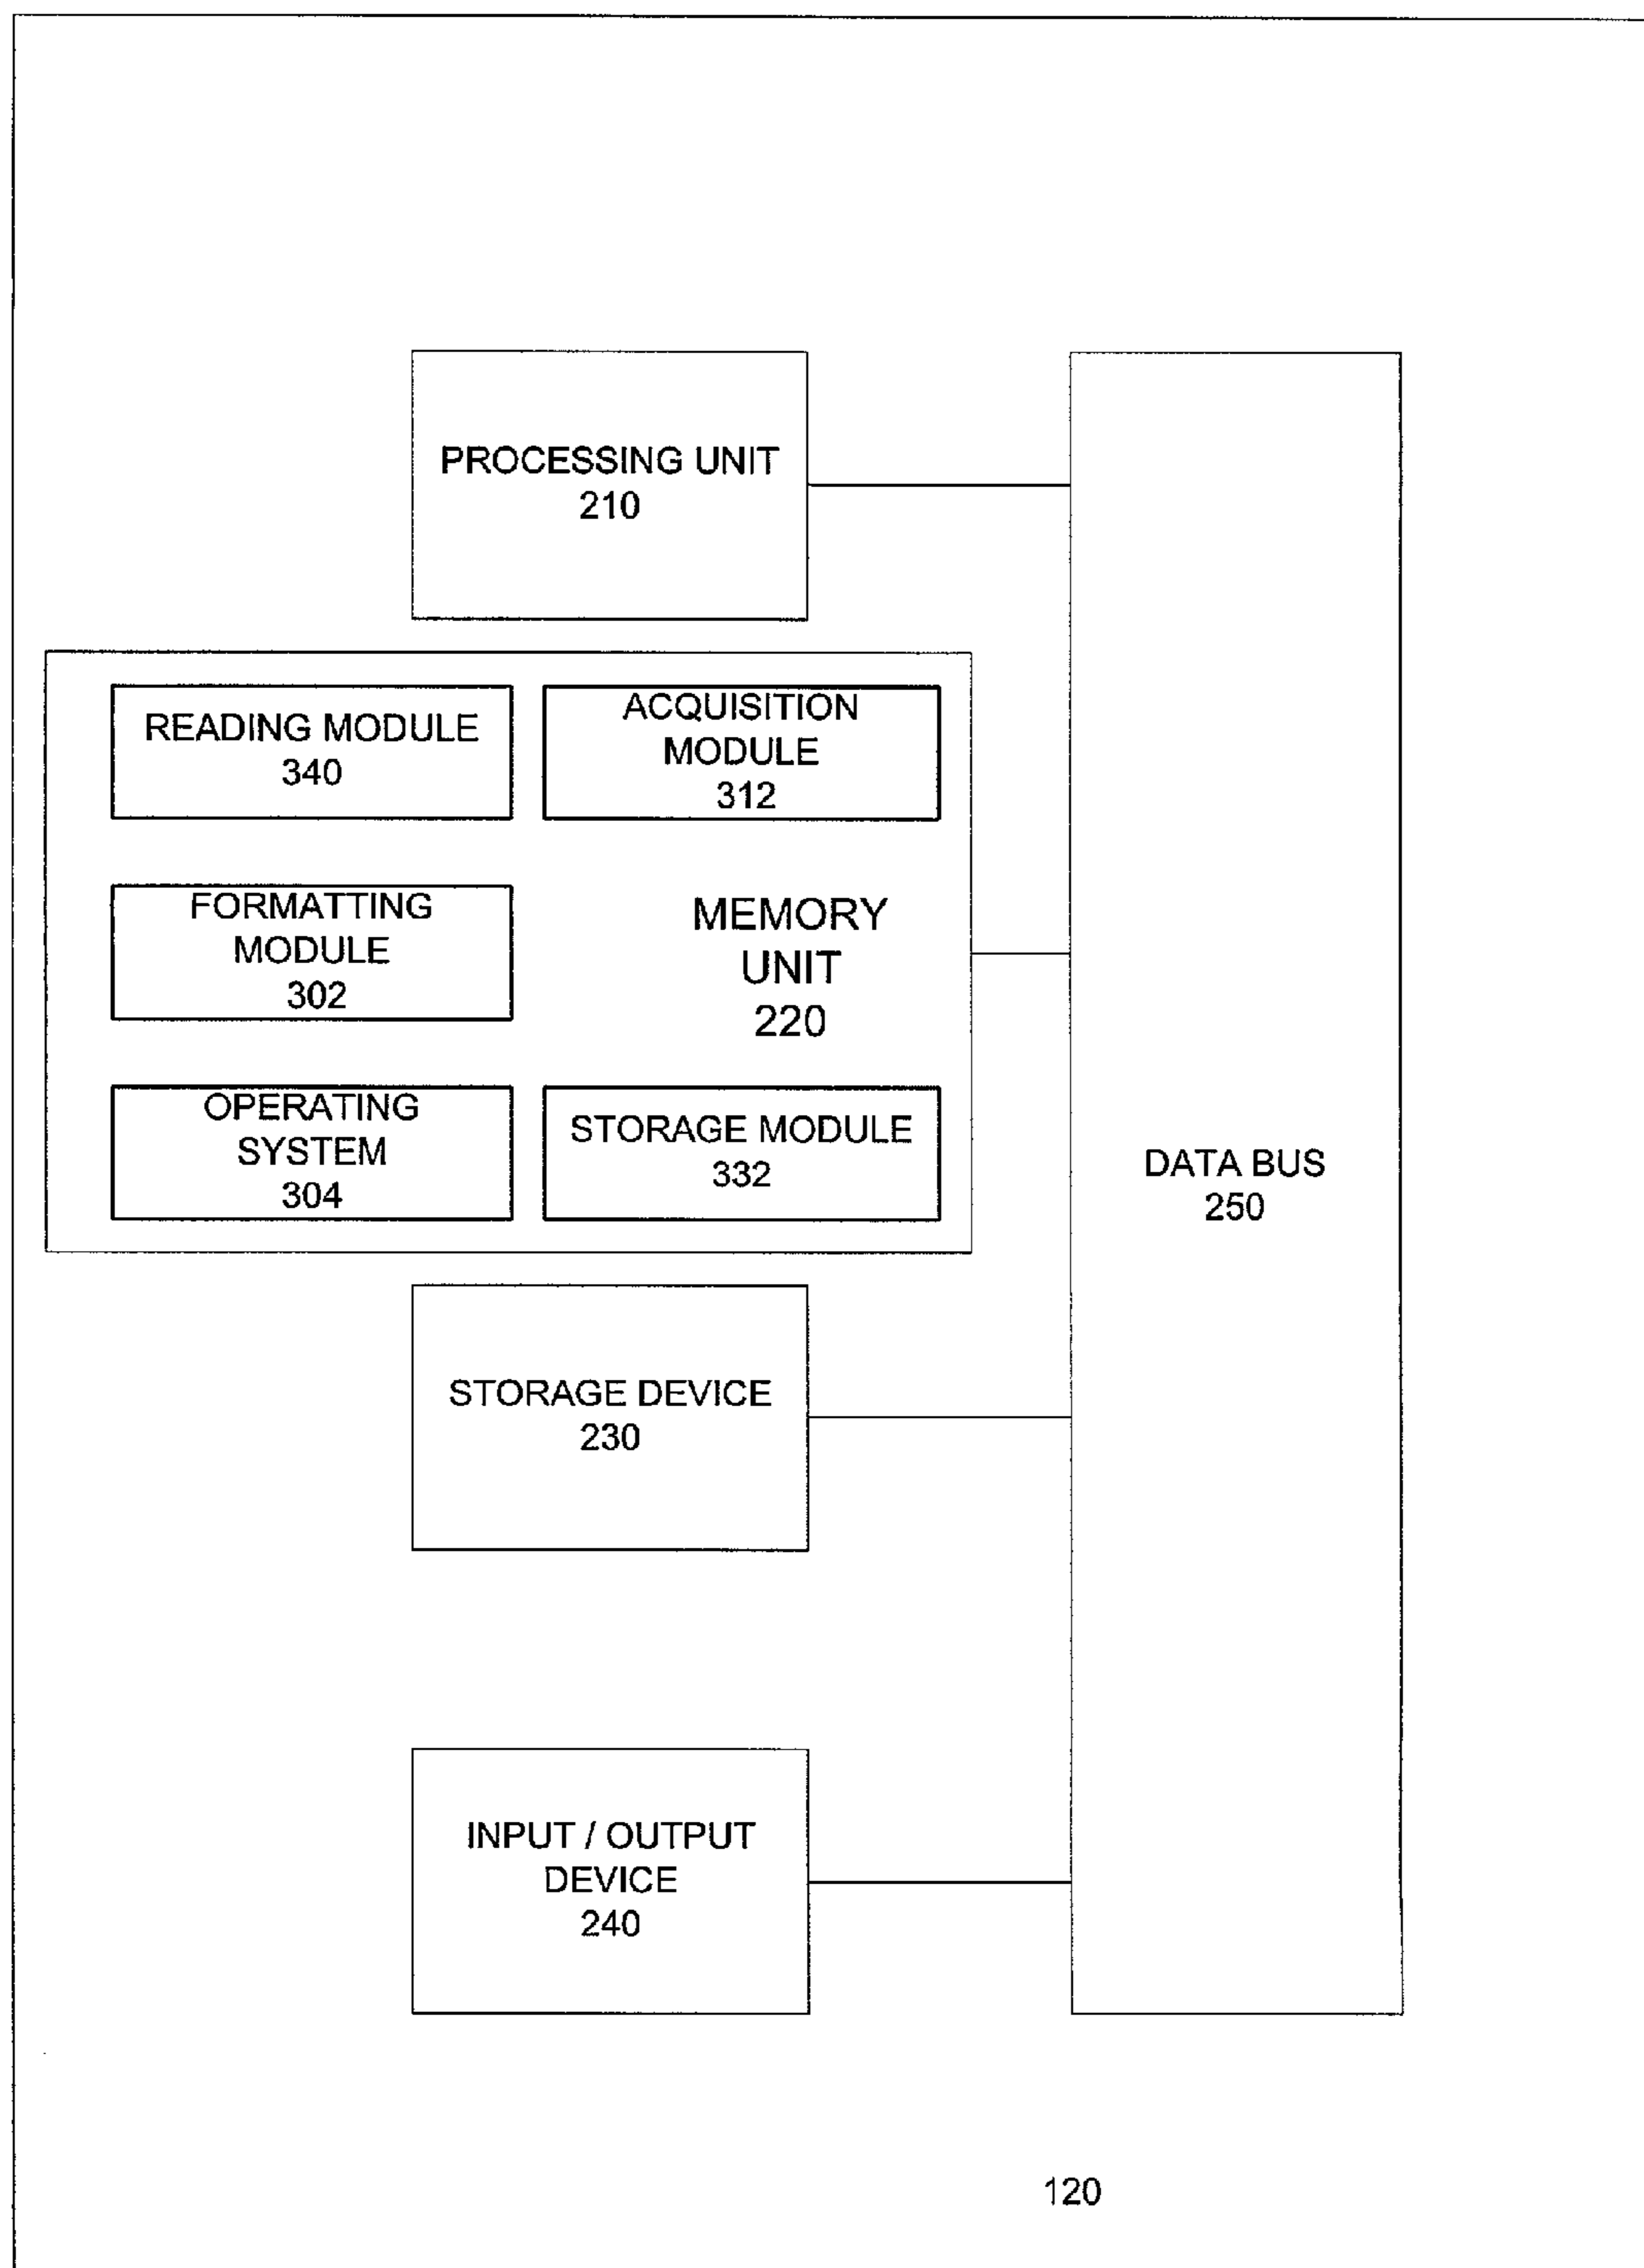 PROCESSING UNIT
210
READING MODULE
340
ACQUISITION
MODULE
312
FORMATTING
MODULE
302
MEMORY
UNIT
220
OPERATING
SYSTEM
304
STORAGE MODULE
332
DATA BUS
250
STORAGE DEVICE
230
INPUT / OUTPUT
DEVICE
240
120